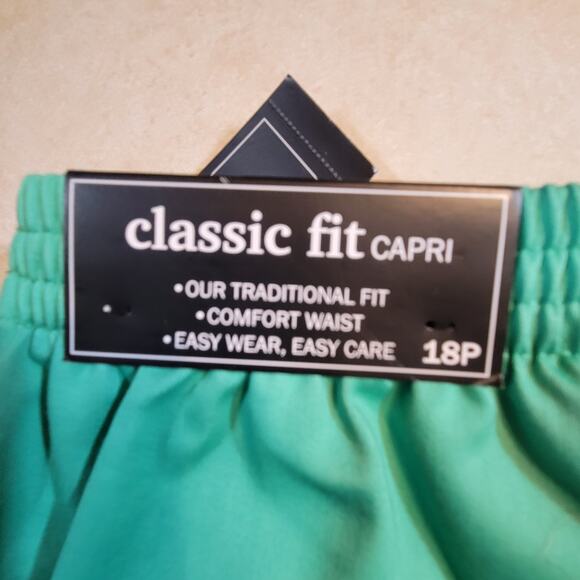 classic fit CAPRI
•OUR TRADITIONAL FIT
•COMFORT WAIST
•EASY WEAR, EASY CARE 18P